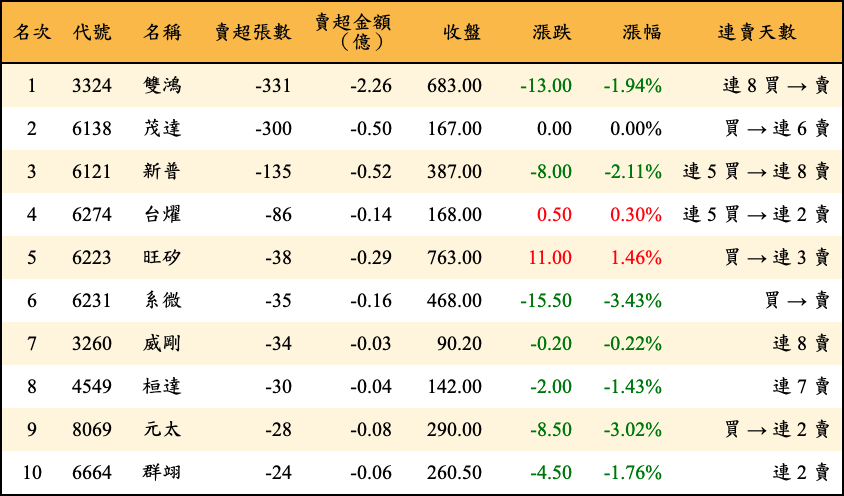 名次 代號 名稱 賣超張數 賣超金額（億） 收盤 漲跌 漲幅 連賣天數
1 3324 雙鴻 -331 -2.26 683.00 -13.00 -1.94% 連 8 買 → 賣
2 6138 茂達 -300 -0.50 167.00 0.00 0.00% 買 → 連 6 賣
3 6121 新普 -135 -0.52 387.00 -8.00 -2.11% 連 5 買 → 連 8 賣
4 6274 台燿 -86 -0.14 168.00 0.50 0.30% 連 5 買 → 連 2 賣
5 6223 旺矽 -38 -0.29 763.00 11.00 1.46% 買 → 連 3 賣
6 6231 系微 -35 -0.16 468.00 -15.50 -3.43% 買 → 賣
7 3260 威剛 -34 -0.03 90.20 -0.20 -0.22% 連 8 賣
8 4549 桓達 -30 -0.04 142.00 -2.00 -1.43% 連 7 賣
9 8069 元太 -28 -0.08 290.00 -8.50 -3.02% 買 → 連 2 賣
10 6664 群翊 -24 -0.06 260.50 -4.50 -1.76% 連 2 賣